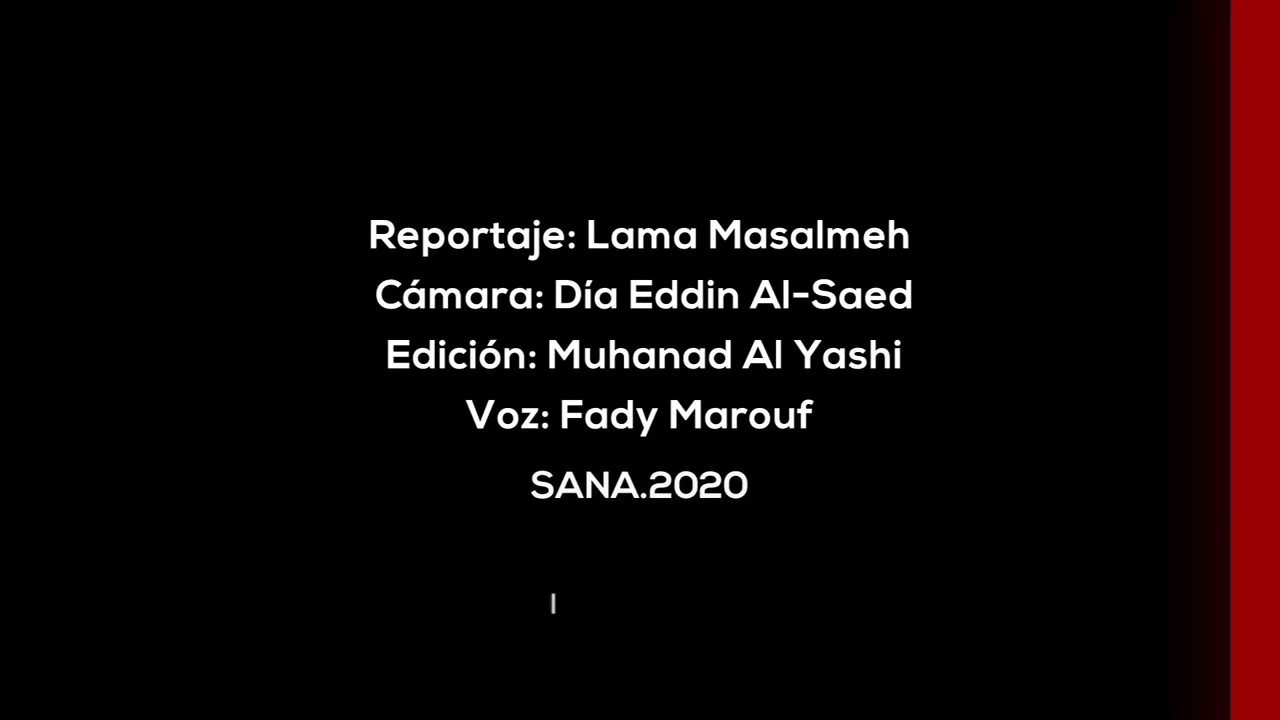 Reportaje: Lama Masalmeh
Cámara: Día Eddin Al-Saed
Edición: Muhanad Al Yashi
Voz: Fady Marouf
SANA.2020